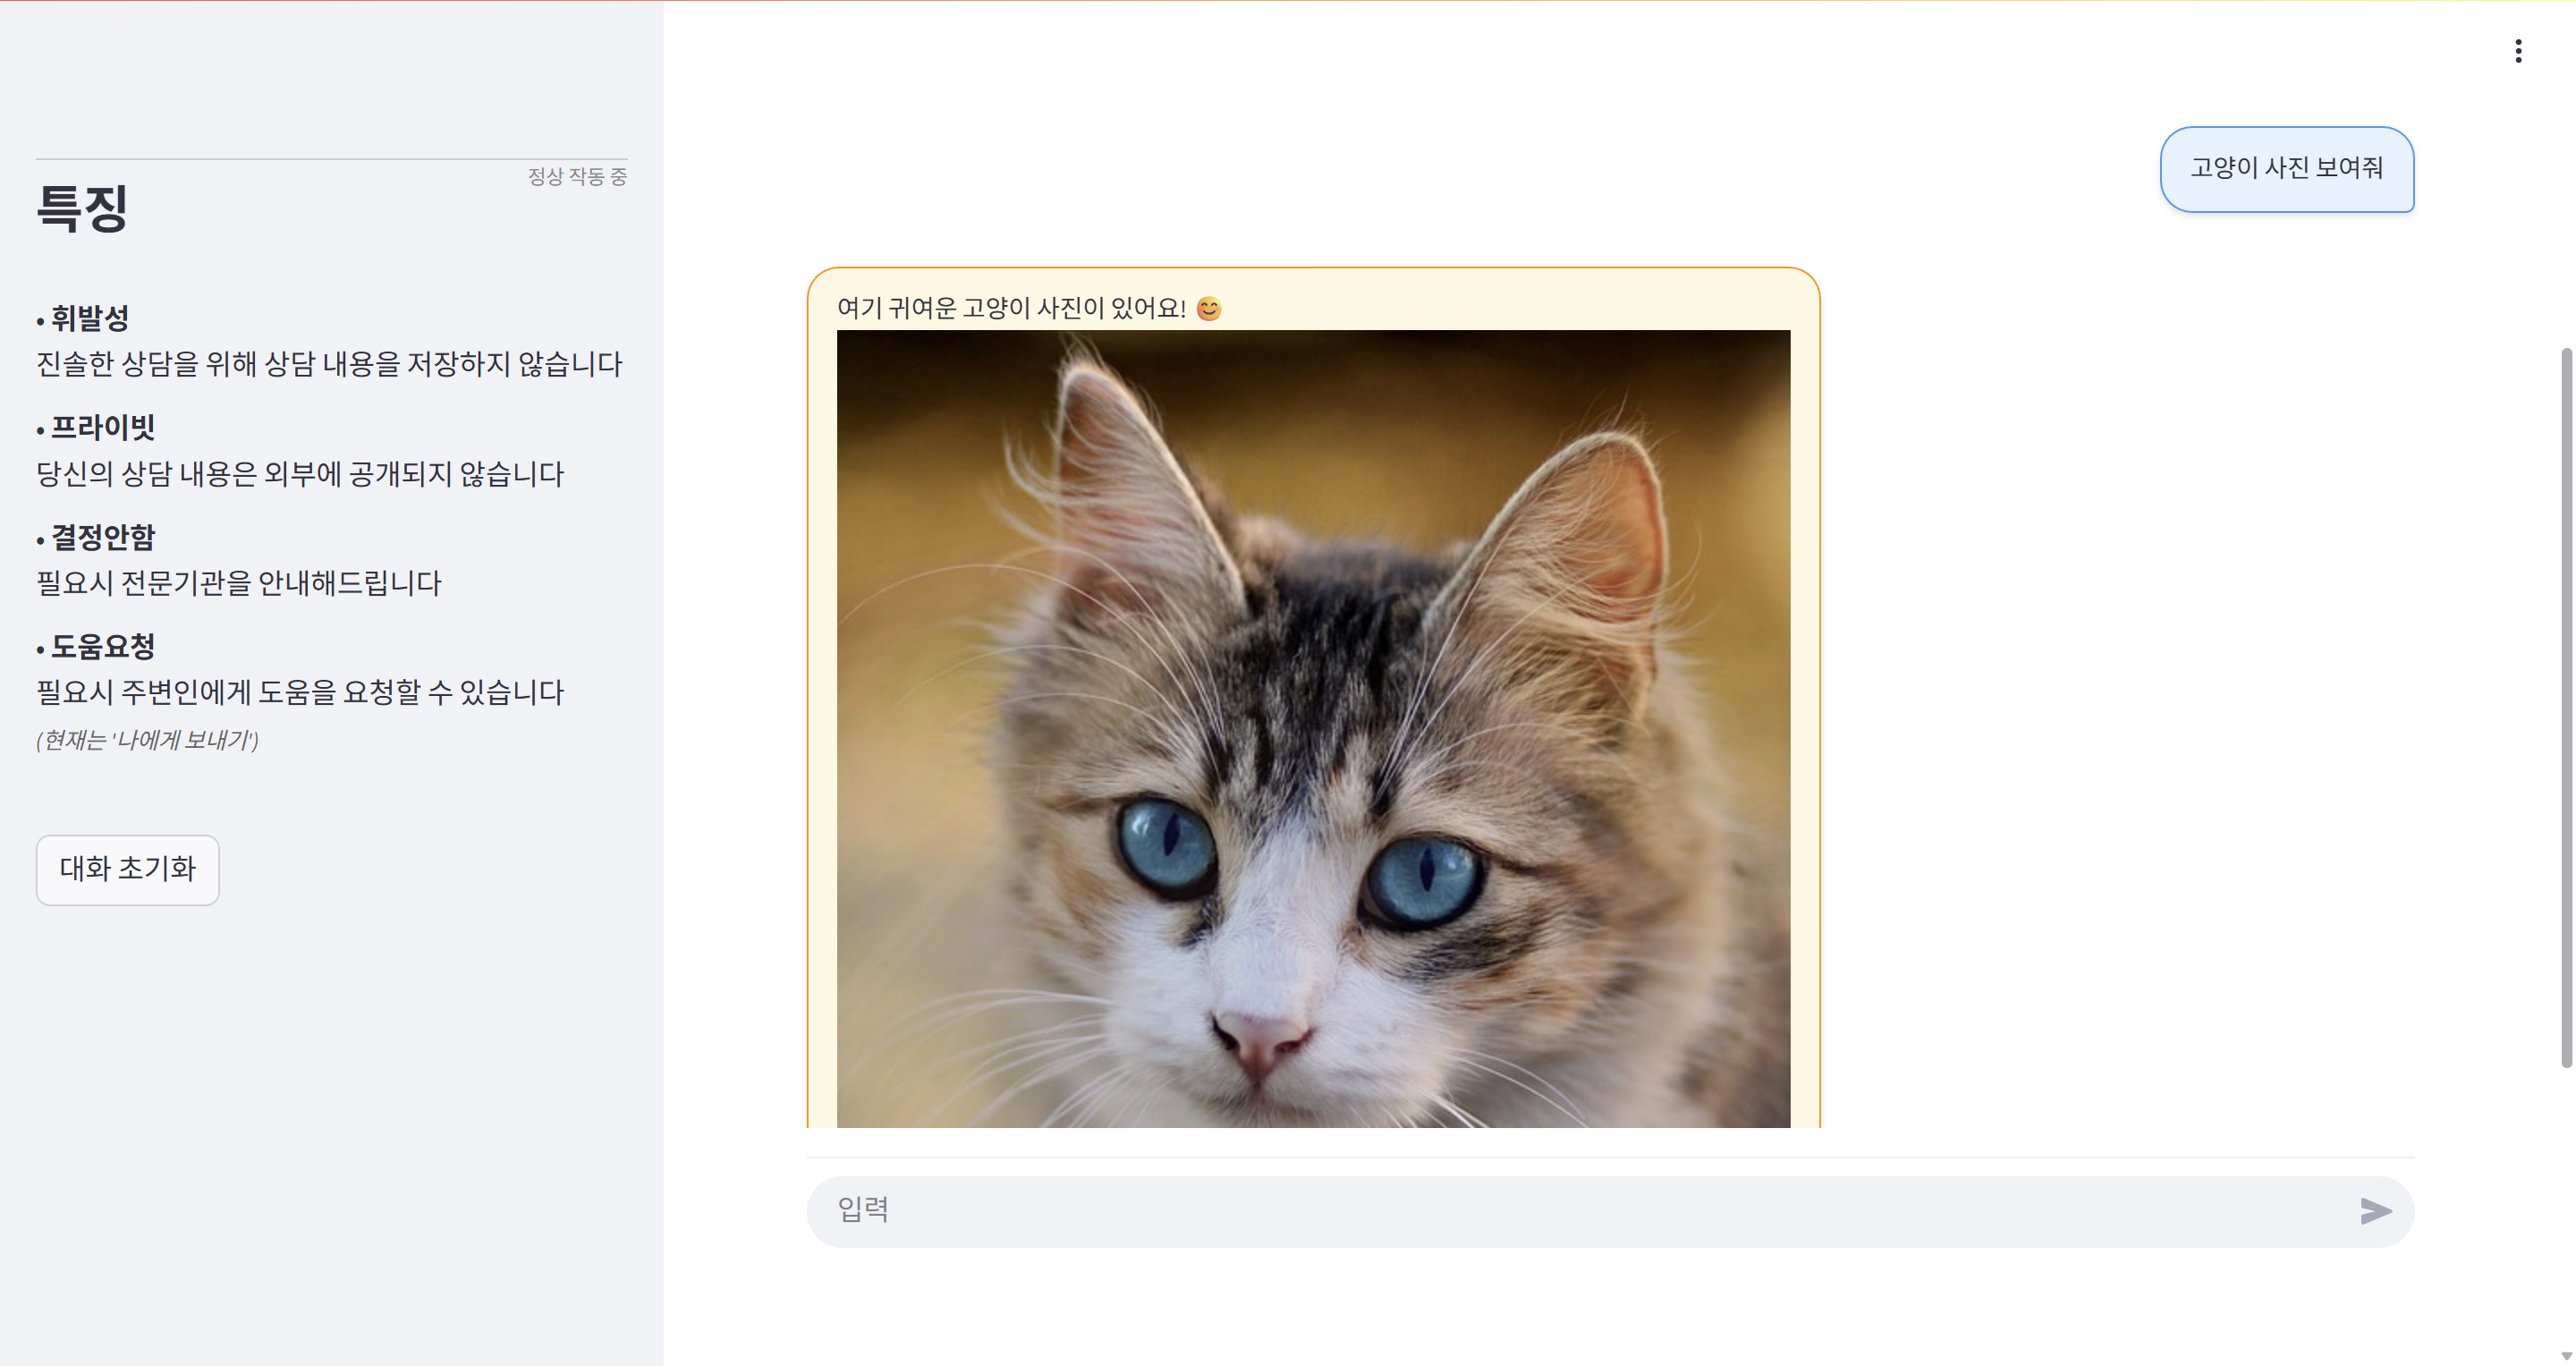 정상 작동 중
특징
• 휘발성
진솔한 상담을 위해 상담 내용을 저장하지 않습니다
• 프라이빗
당신의 상담 내용은 외부에 공개되지 않습니다
• 결정안함
필요시 전문기관을 안내해드립니다
• 도움요청
필요시 주변인에게 도움을 요청할 수 있습니다
(현재는 '나에게 보내기')
대화 초기화
고양이 사진 보여줘
여기 귀여운 고양이 사진이 있어요! 😊
입력